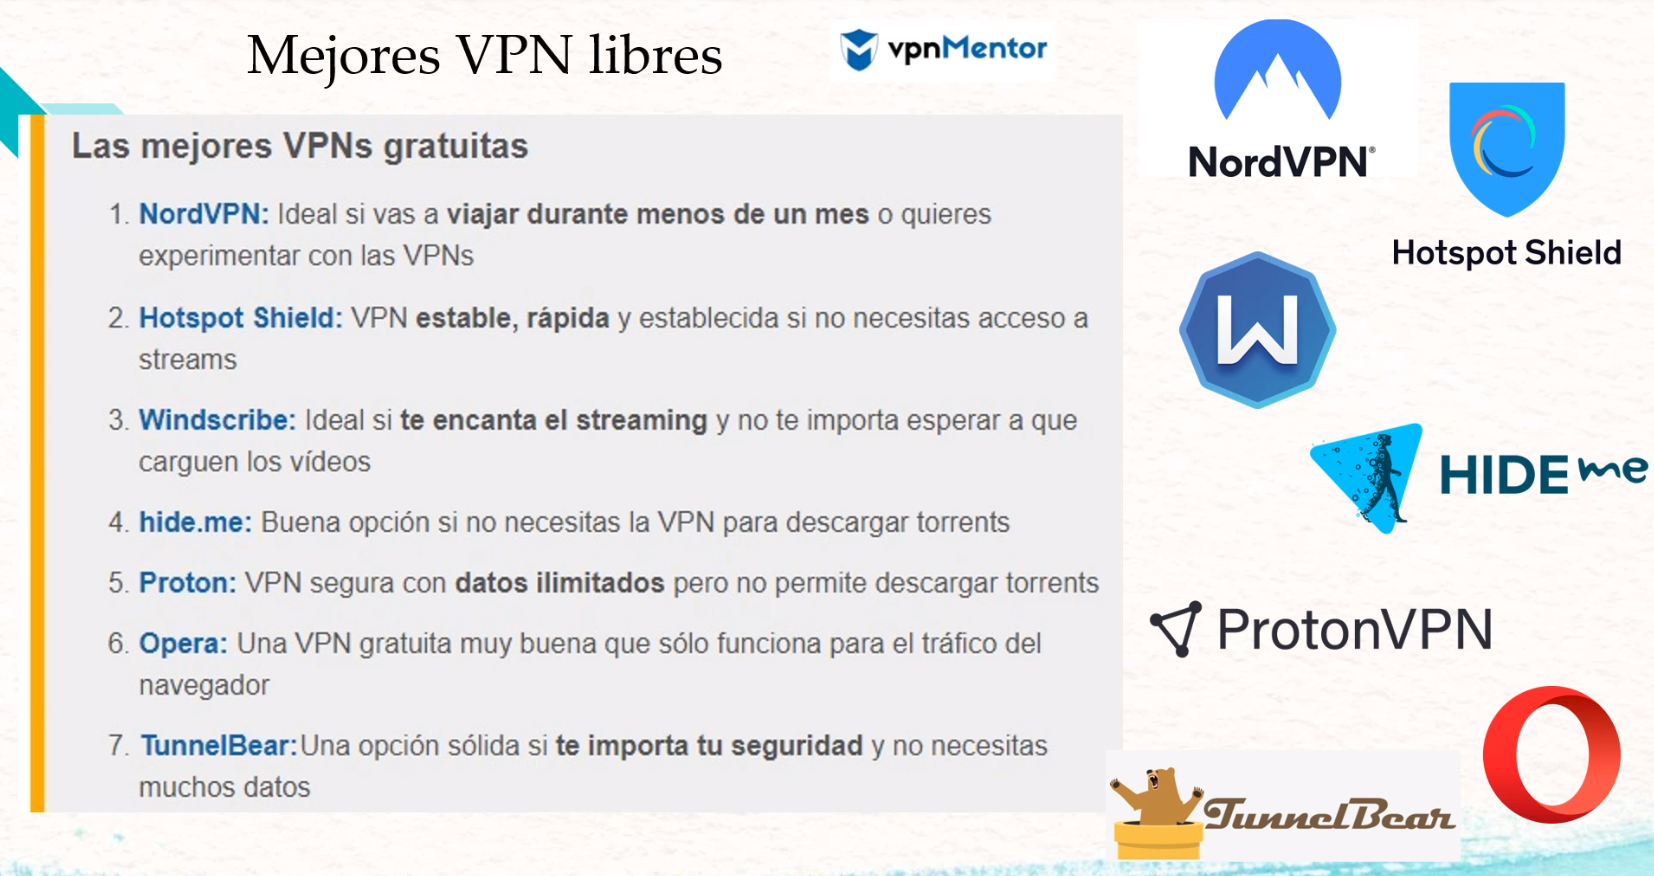 Mejores VPN libres
vpnMentor
Las mejores VPNs gratuitas
1. NordVPN: Ideal si vas a viajar durante menos de un mes o quieres
experimentar con las VPNs
2. Hotspot Shield: VPN estable, rápida y establecida si no necesitas acceso a
streams
3. Windscribe: Ideal si te encanta el streaming y no te importa esperar a que
carguen los vídeos
4. hide.me: Buena opción si no necesitas la VPN para descargar torrents
5. Proton: VPN segura con datos ilimitados pero no permite descargar torrents
6. Opera: Una VPN gratuita muy buena que sólo funciona para el tráfico del
navegador
7. TunnelBear:Una opción sólida si te importa tu seguridad y no necesitas
muchos datos
NordVPN®
Hotspot Shield
W
HIDE me
ProtonVPN
TunnelBear